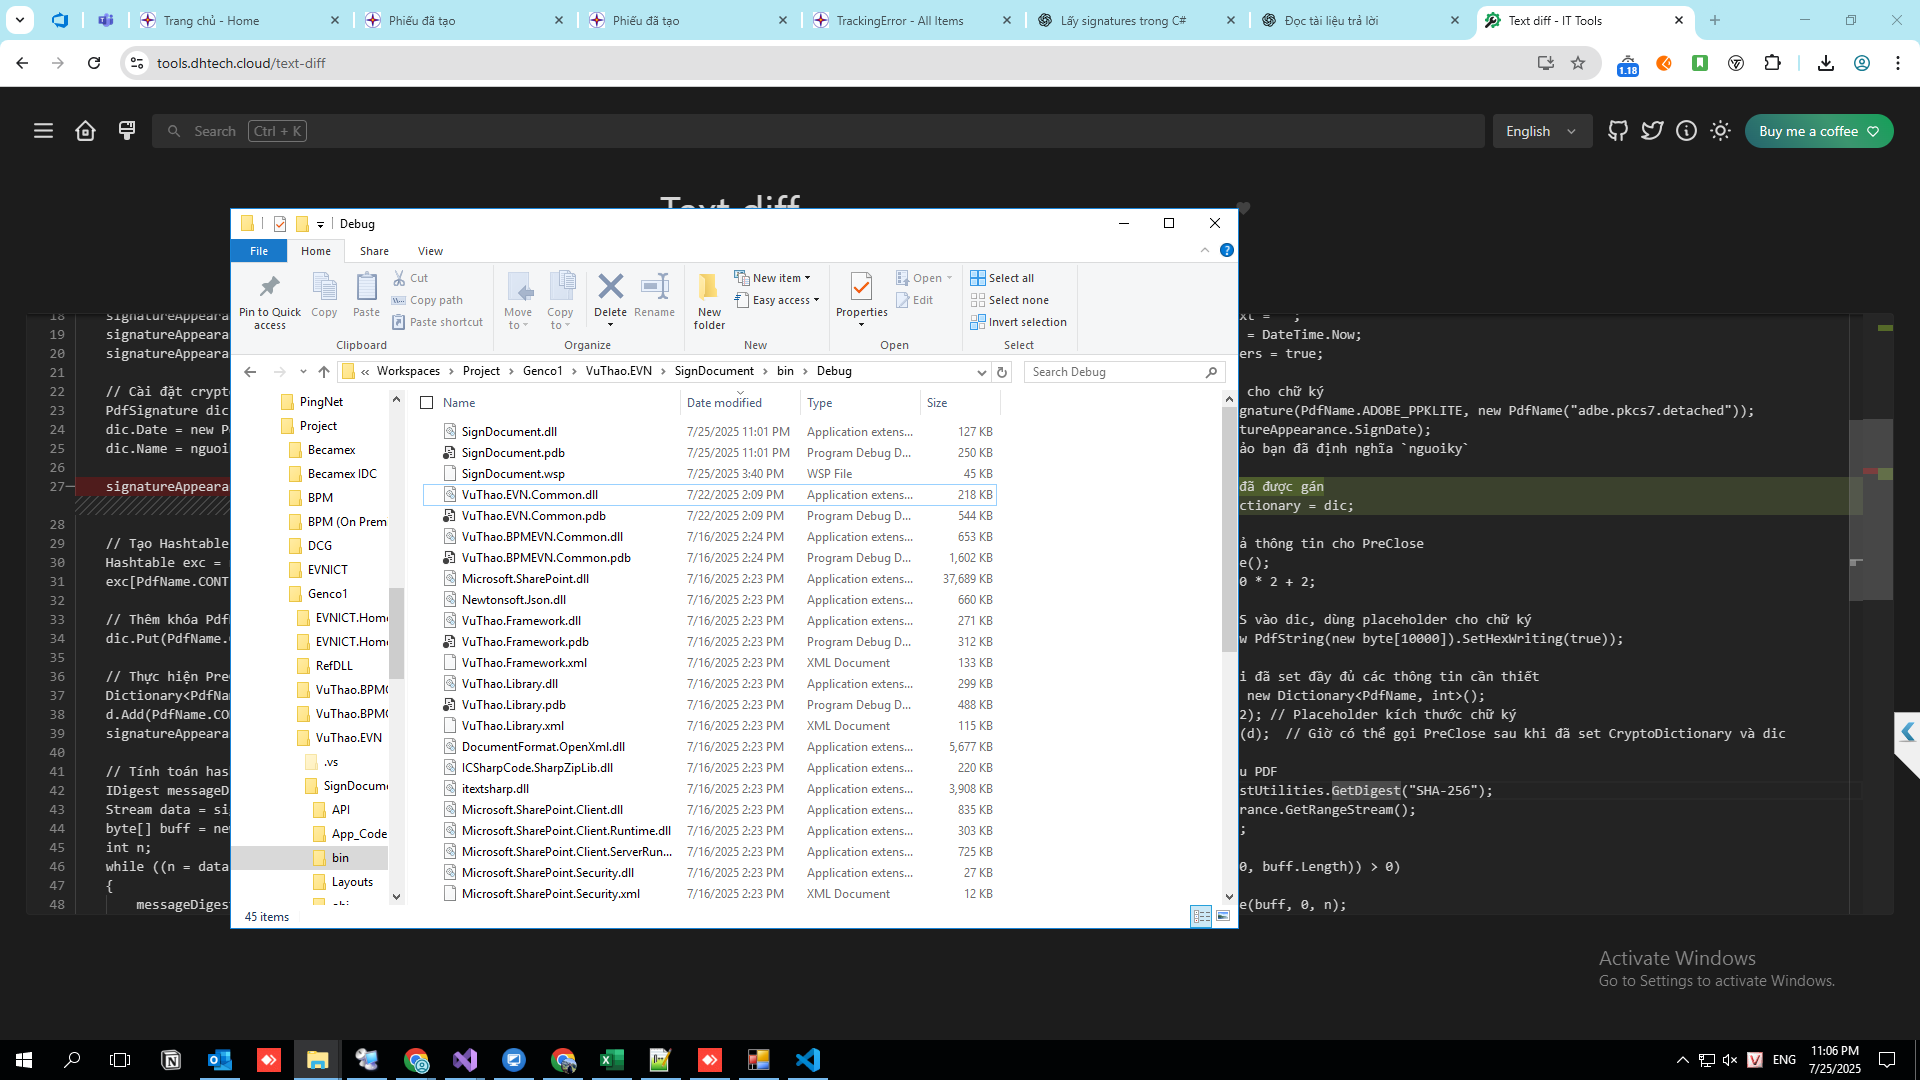 Trang chủ - Home
Phiếu đã tạo
Phiếu đã tạo
TrackingError - All Items
Lấy signatures trong C#
Đọc tài liệu trả lời
Text diff - IT Tools
tools.dhtech.cloud/text-diff
1.18
Search
Ctrl + K
English
Buy me a coffee
Text diff
Debug
File
Home
Share
View
Pin to Quick access
Copy
Paste
Cut
Copy path
Paste shortcut
Clipboard
Move to
Copy to
Delete
Rename
Organize
New folder
New item
Easy access
New
Properties
Open
Edit
Open
Select all
Select none
Invert selection
Select
« Workspaces > Project > Genco1 > VuThao.EVN > SignDocument > bin > Debug
Search Debug
PingNet
Project
Becamex
Becamex IDC
BPM
BPM (On Prem
DCG
EVNICT
Genco1
EVNICT.Home
EVNICT.Home
RefDLL
VuThao.BPMC
VuThao.BPMC
VuThao.EVN
.vs
SignDocume
API
App_Code
bin
Layouts
obj
Name Date modified Type Size
SignDocument.dll 7/25/2025 11:01 PM Application extens... 127 KB
SignDocument.pdb 7/25/2025 11:01 PM Program Debug D... 250 KB
SignDocument.wsp 7/25/2025 3:40 PM WSP File 45 KB
VuThao.EVN.Common.dll 7/22/2025 2:09 PM Application extens... 218 KB
VuThao.EVN.Common.pdb 7/22/2025 2:09 PM Program Debug D... 544 KB
VuThao.BPMEVN.Common.dll 7/16/2025 2:24 PM Application extens... 653 KB
VuThao.BPMEVN.Common.pdb 7/16/2025 2:24 PM Program Debug D... 1,602 KB
Microsoft.SharePoint.dll 7/16/2025 2:23 PM Application extens... 37,689 KB
Newtonsoft.Json.dll 7/16/2025 2:23 PM Application extens... 660 KB
VuThao.Framework.dll 7/16/2025 2:23 PM Application extens... 271 KB
VuThao.Framework.pdb 7/16/2025 2:23 PM Program Debug D... 312 KB
VuThao.Framework.xml 7/16/2025 2:23 PM XML Document 133 KB
VuThao.Library.dll 7/16/2025 2:23 PM Application extens... 299 KB
VuThao.Library.pdb 7/16/2025 2:23 PM Program Debug D... 488 KB
VuThao.Library.xml 7/16/2025 2:23 PM XML Document 115 KB
DocumentFormat.OpenXml.dll 7/16/2025 2:23 PM Application extens... 5,677 KB
ICSharpCode.SharpZipLib.dll 7/16/2025 2:23 PM Application extens... 220 KB
itextsharp.dll 7/16/2025 2:23 PM Application extens... 3,908 KB
Microsoft.SharePoint.Client.dll 7/16/2025 2:23 PM Application extens... 835 KB
Microsoft.SharePoint.Client.Runtime.dll 7/16/2025 2:23 PM Application extens... 303 KB
Microsoft.SharePoint.Client.ServerRun... 7/16/2025 2:23 PM Application extens... 725 KB
Microsoft.SharePoint.Security.dll 7/16/2025 2:23 PM Application extens... 27 KB
Microsoft.SharePoint.Security.xml 7/16/2025 2:23 PM XML Document 12 KB
45 items
18 signatureAppeara
19 signatureAppeara
20 signatureAppeara
21
22 // Cài đặt crypt
23 PdfSignature dic
24 dic.Date = new P
25 dic.Name = nguoik
26
27 signatureAppeara
28
29 // Tạo Hashtable
30 Hashtable exc =
31 exc[PdfName.CONT
32
33 // Thêm khóa Pdf
34 dic.Put(PdfName.
35
36 // Thực hiện Pre
37 Dictionary<PdfNam
38 d.Add(PdfName.CO
39 signatureAppeara
40
41 // Tính toán has
42 IDigest messageD
43 Stream data = si
44 byte[] buff = new
45 int n;
46 while ((n = data
47 {
48 messageDigest
xt = ";
= DateTime.Now;
ers = true;
cho chữ ký
gnature(PdfName.ADOBE_PPKLITE, new PdfName("adbe.pkcs7.detached"));
tureAppearance.SignDate);
ảo bạn đã định nghĩa `nguoiky`
đã được gán
ctionary = dic;
ả thông tin cho PreClose
e();
0 * 2 + 2;
S vào dic, dùng placeholder cho chữ ký
w PdfString(new byte[10000]).SetHexWriting(true));
i đã set đầy đủ các thông tin cần thiết
new Dictionary<PdfName, int>();
2); // Placeholder kích thước chữ ký
(d);  // Giờ có thể gọi PreClose sau khi đã set CryptoDictionary và dic
u PDF
stUtilities.GetDigest("SHA-256");
rance.GetRangeStream();
;
0, buff.Length)) > 0)
e(buff, 0, n);
Activate Windows
Go to Settings to activate Windows.
ENG
11:06 PM
7/25/2025